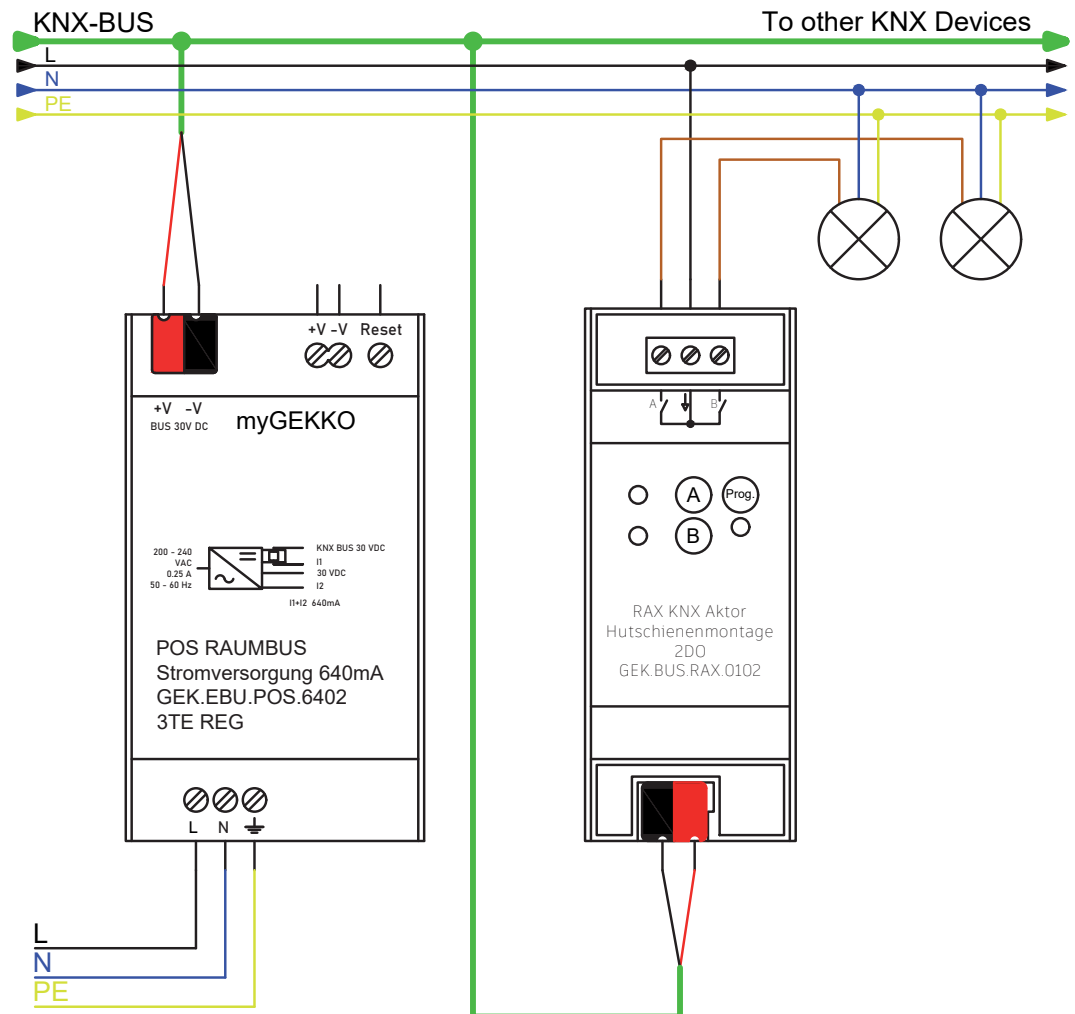 KNX-BUS
To other KNX Devices
L
N
PE
+V -V Reset
+V -V
BUS 30V DC
myGEKKO
200 - 240
VAC
0.25 A
50 - 60 Hz
KNX BUS 30 VDC
I1
30 VDC
I2
I1+I2 640mA
POS RAUMBUS
Stromversorgung 640mA
GEK.EBU.POS.6402
3TE REG
L N
L
N
PE
A B
A Prog.
B
RAX KNX Aktor
Hutschienenmontage
2DO
GEK.BUS.RAX.0102